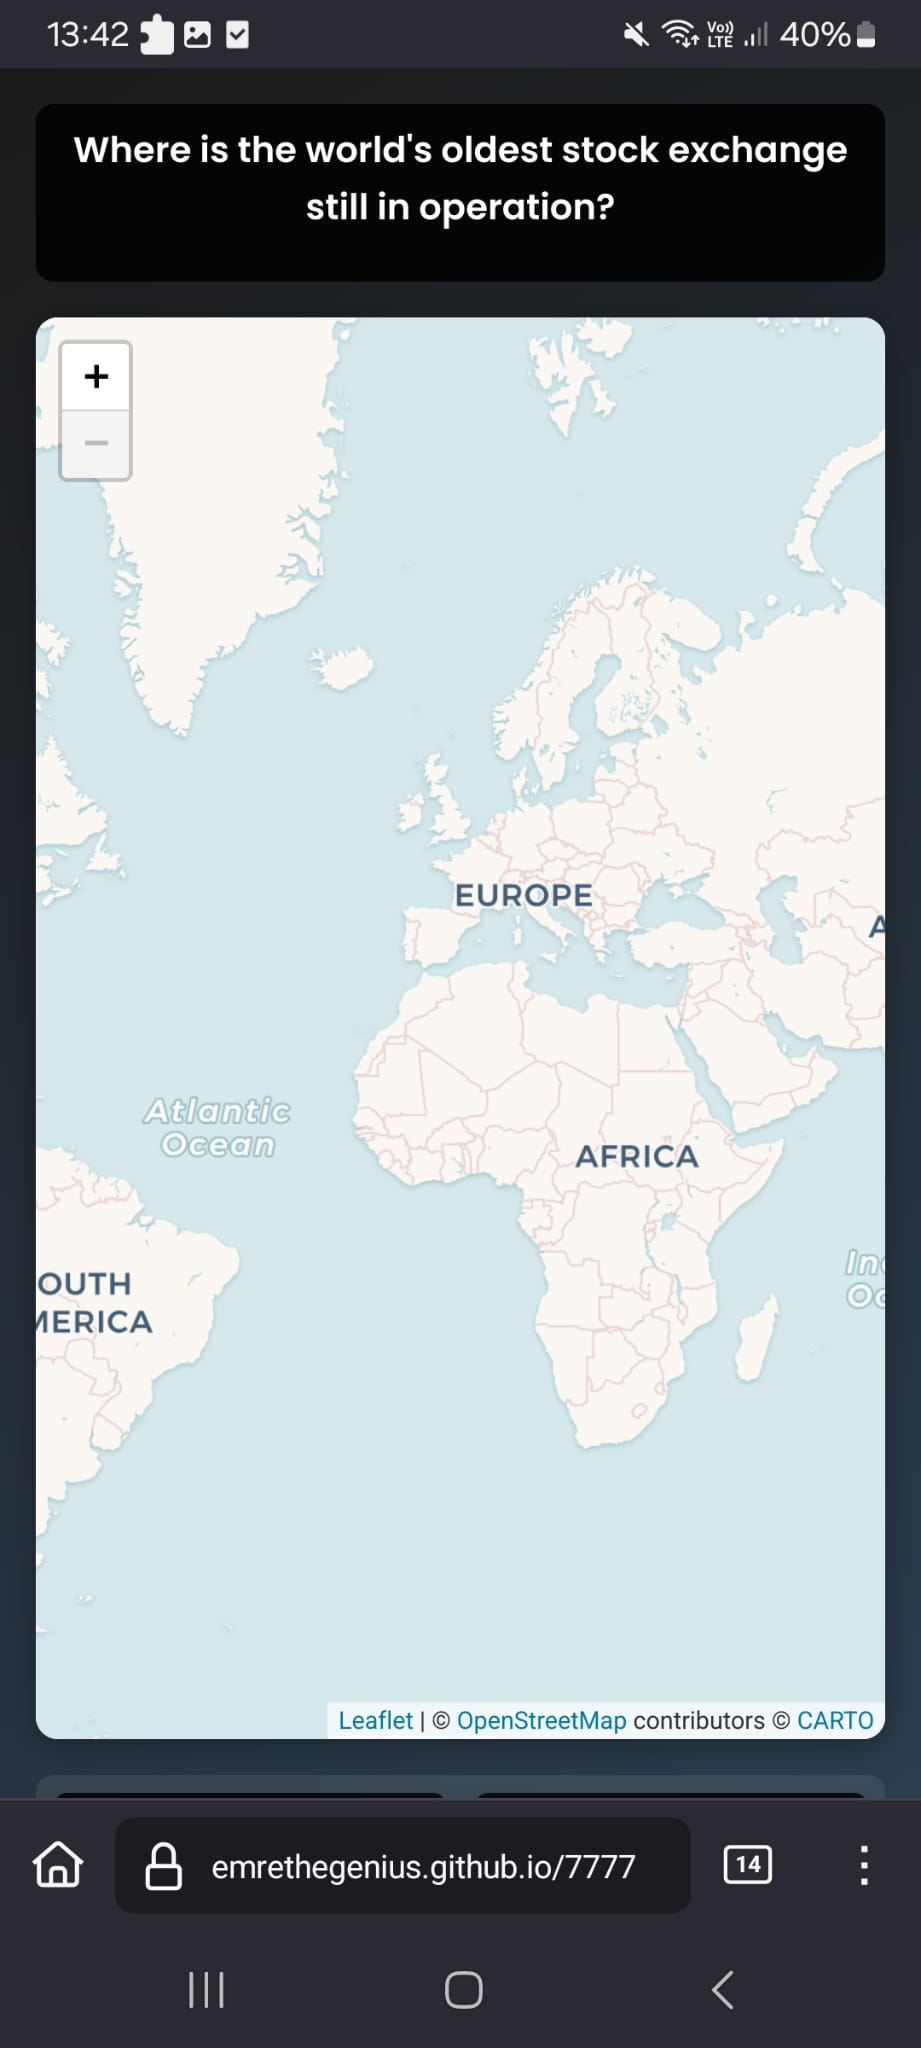 13:42
Vo))
LTE
40%
Where is the world's oldest stock exchange
still in operation?
+
−
EUROPE
A
Atlantic
Ocean
AFRICA
In
Oc
OUTH
MERICA
Leaflet | © OpenStreetMap contributors © CARTO
emrethegenius.github.io/7777
14